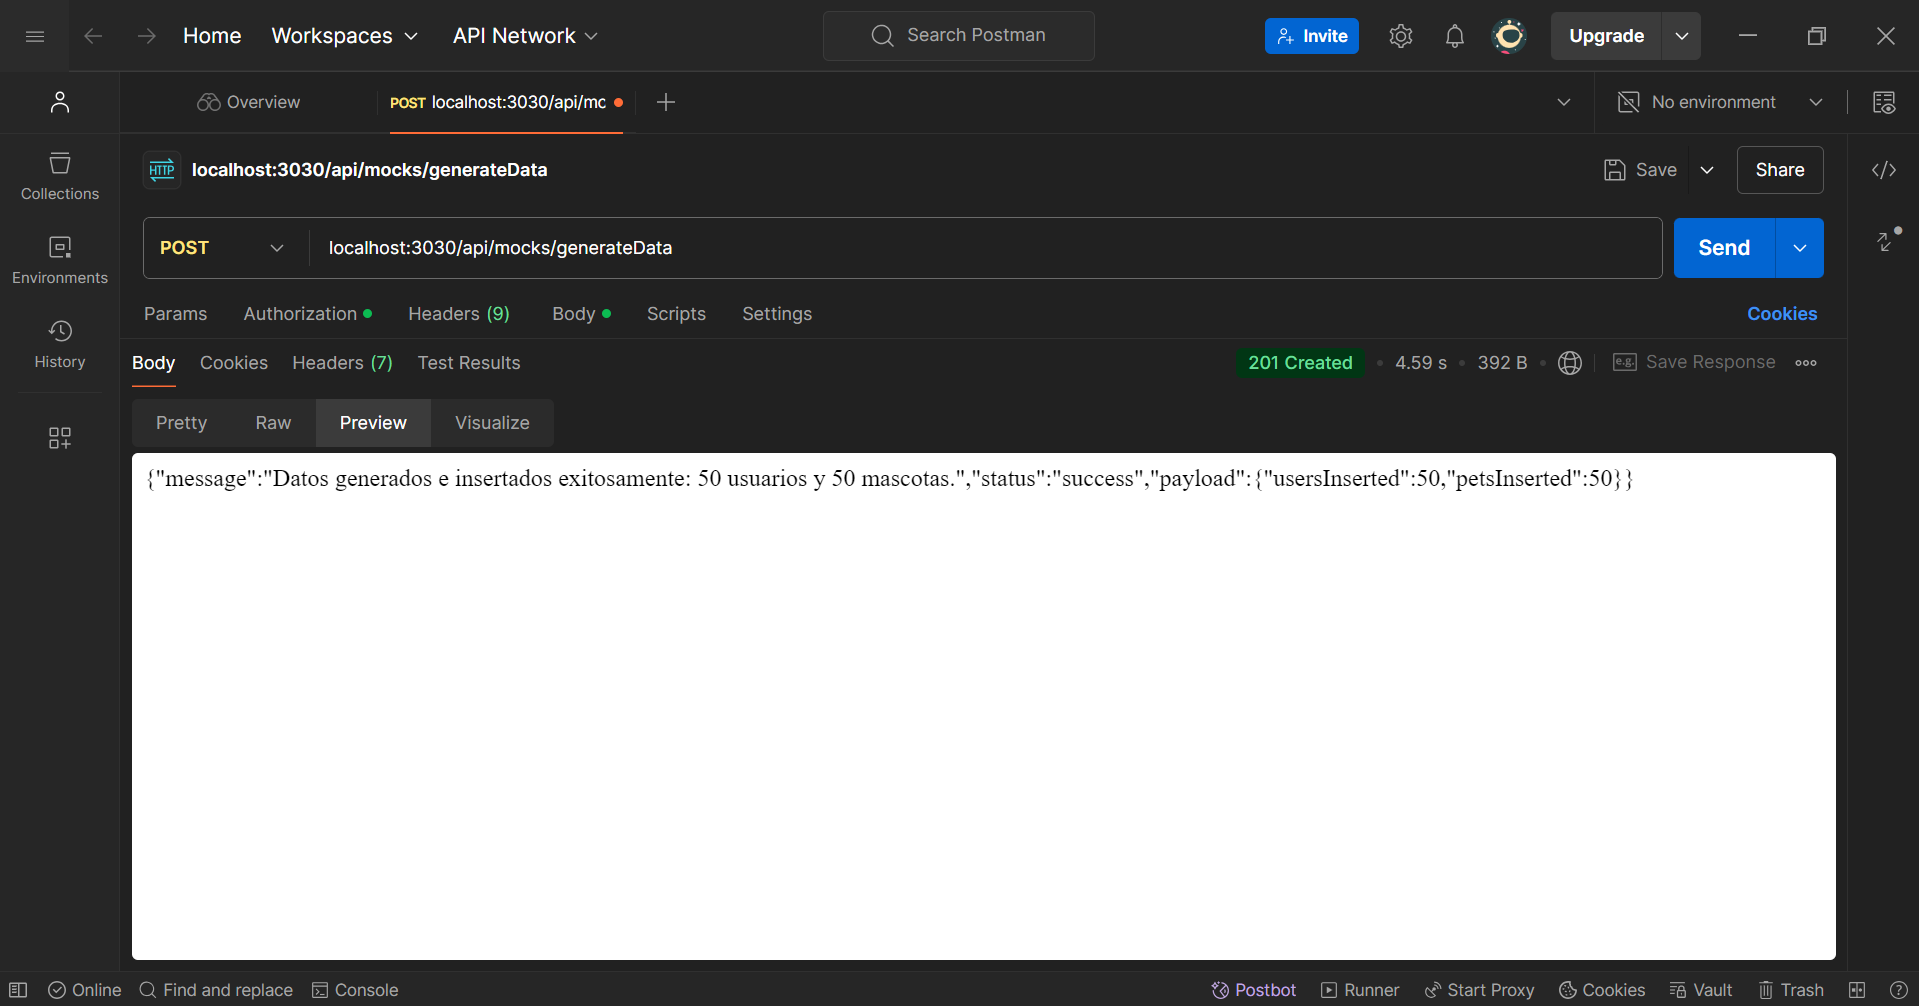 Home Workspaces API Network Search Postman Invite Upgrade
Overview POST localhost:3030/api/mo No environment
HTTP localhost:3030/api/mocks/generateData Save Share
Collections
POST localhost:3030/api/mocks/generateData Send
Environments
Params Authorization Headers (9) Body Scripts Settings Cookies
History
Body Cookies Headers (7) Test Results 201 Created • 4.59 s • 392 B • e.g. Save Response
Pretty Raw Preview Visualize
{"message":"Datos generados e insertados exitosamente: 50 usuarios y 50 mascotas.","status":"success","payload":{"usersInserted":50,"petsInserted":50}}
Online Find and replace Console Postbot Runner Start Proxy Cookies Vault Trash